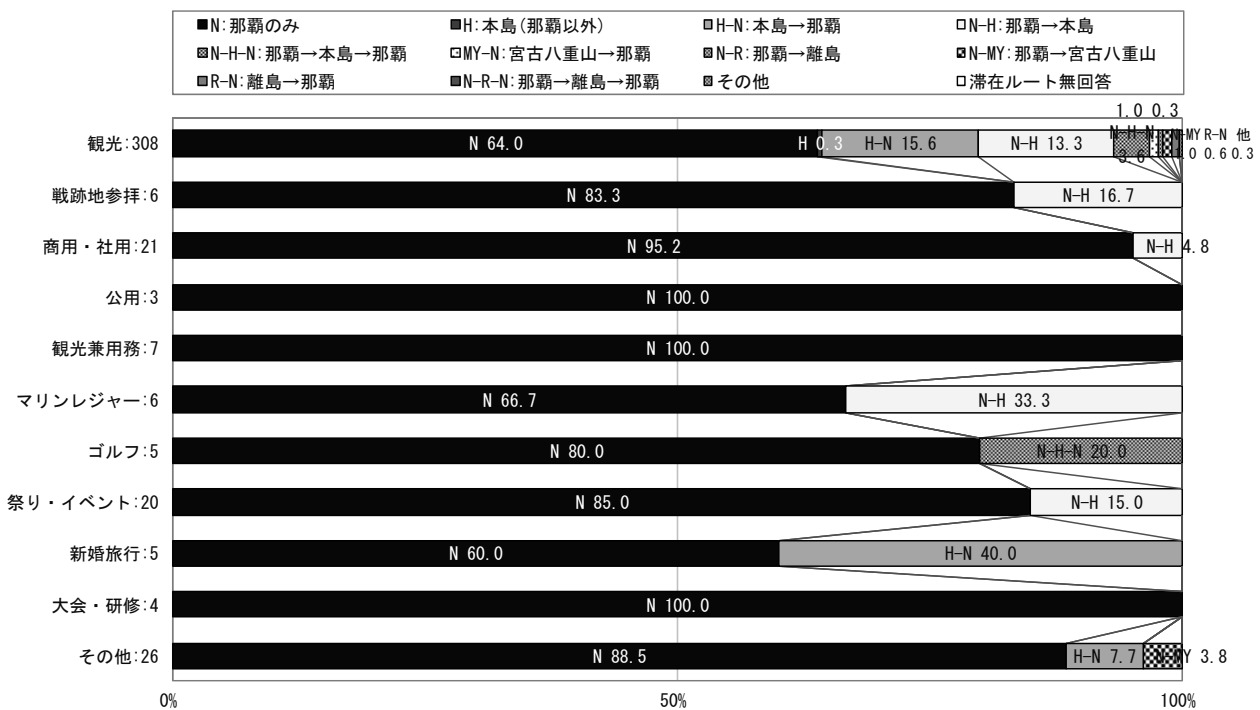 ■N:那覇のみ ■H:本島(那覇以外) ■H-N:本島→那覇 □N-H:那覇→本島
N-H-N:那覇→本島→那覇 MY-N:宮古八重山→那覇 N-R:那覇→離島 N-MY:那覇→宮古八重山
R-N:離島→那覇 N-R-N:那覇→離島→那覇 その他 □滞在ルート無回答
1.0 0.3
観光:308 N 64.0 H 0.3 H-N 15.6 N-H 13.3 N-H-N N-MY R-N 他
3.6 1.0 0.6 0.3
戦跡地参拝:6 N 83.3 N-H 16.7
商用・社用:21 N 95.2 N-H 4.8
公用:3 N 100.0
観光兼用務:7 N 100.0
マリンレジャー:6 N 66.7 N-H 33.3
ゴルフ:5 N 80.0 N-H-N 20.0
祭り・イベント:20 N 85.0 N-H 15.0
新婚旅行:5 N 60.0 H-N 40.0
大会・研修:4 N 100.0
その他:26 N 88.5 H-N 7.7 N-MY 3.8
0% 50% 100%